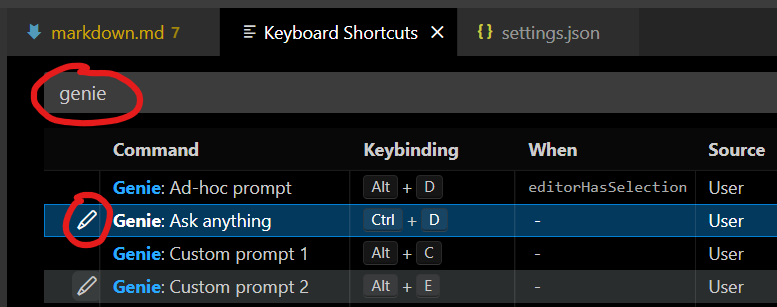 markdown.md 7 Keyboard Shortcuts {} settings.json
genie
Command Keybinding When Source
Genie: Ad-hoc prompt Alt + D editorHasSelection User
Genie: Ask anything Ctrl + D - User
Genie: Custom prompt 1 Alt + C - User
Genie: Custom prompt 2 Alt + E - User